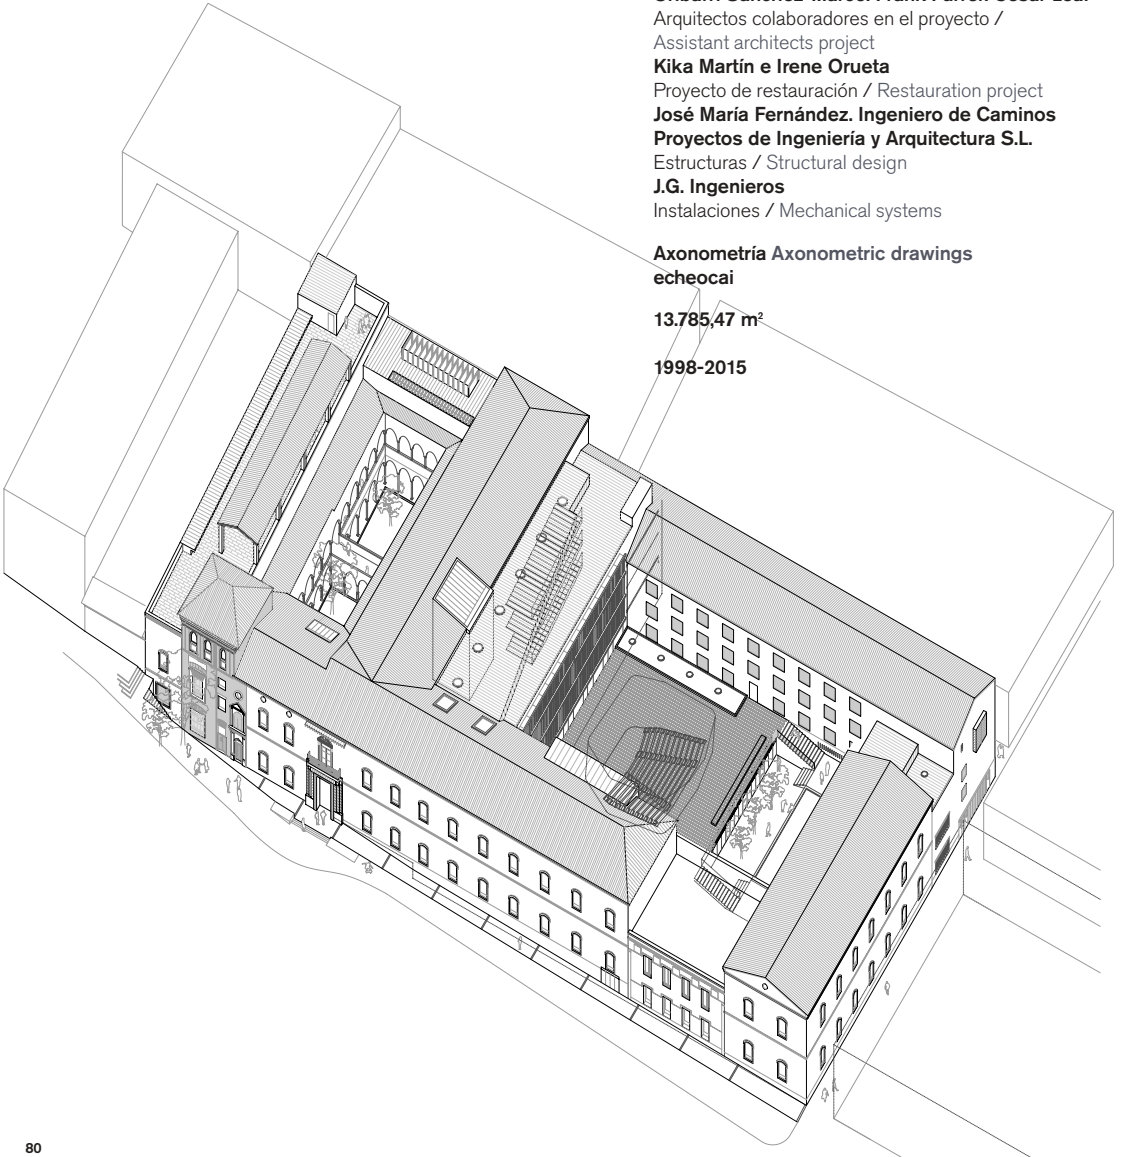 Arquitectos colaboradores en el proyecto /
Assistant architects project
Kika Martín e Irene Orueta
Proyecto de restauración / Restauration project
José María Fernández. Ingeniero de Caminos
Proyectos de Ingeniería y Arquitectura S.L.
Estructuras / Structural design
J.G. Ingenieros
Instalaciones / Mechanical systems
Axonometría Axonometric drawings
echeocai
13.785,47 m²
1998-2015
80